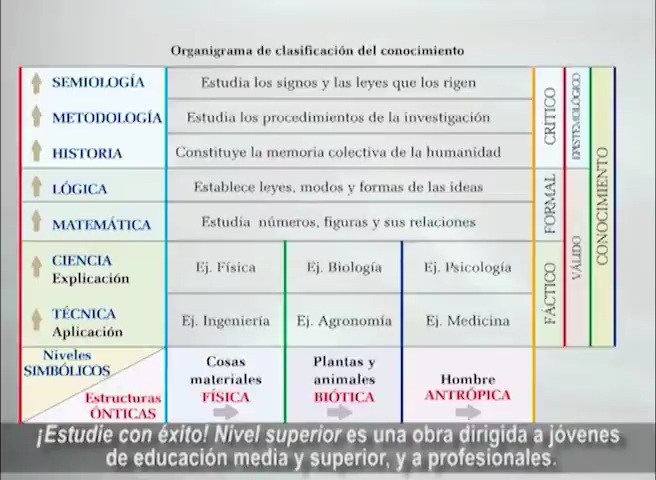 Organigrama de clasificación del conocimiento
SEMIOLOGÍA
Estudia los signos y las leyes que los rigen
METODOLOGÍA
Estudia los procedimientos de la investigación
HISTORIA
Constituye la memoria colectiva de la humanidad
LÓGICA
Establece leyes, modos y formas de las ideas
MATEMÁTICA
Estudia números, figuras y sus relaciones
CIENCIA
Explicación
Ej. Física
Ej. Biología
Ej. Psicología
TÉCNICA
Aplicación
Ej. Ingeniería
Ej. Agronomía
Ej. Medicina
CRITICO
FORMAL
FÁCTICO
EPISTEMOLÓGICO
VÁLIDO
CONOCIMIENTO
Niveles
SIMBÓLICOS
Estructuras
ÓNTICAS
Cosas
materiales
FÍSICA
Plantas y
animales
BIÓTICA
Hombre
ANTRÓPICA
¡Estudie con éxito! Nivel superior es una obra dirigida a jóvenes
de educación media y superior, y a profesionales.